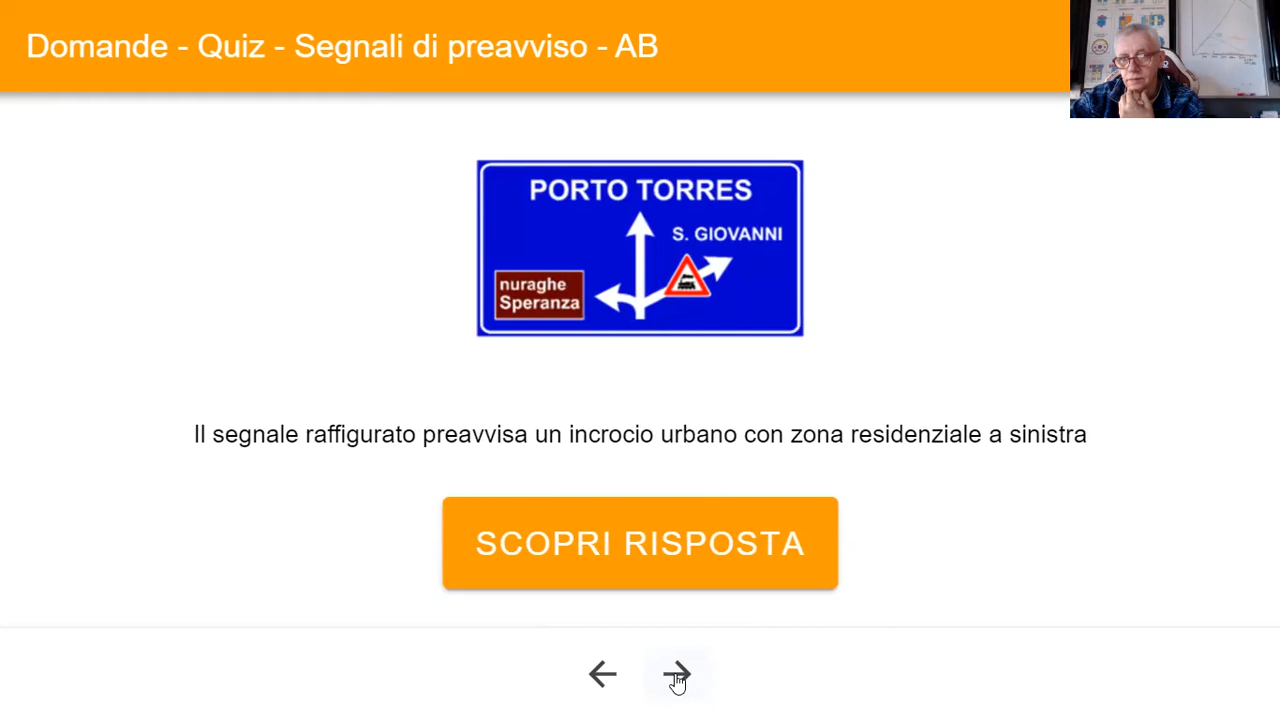 Domande - Quiz - Segnali di preavviso - AB
PORTO TORRES
S. GIOVANNI
nuraghe
Speranza
Il segnale raffigurato preavvisa un incrocio urbano con zona residenziale a sinistra
SCOPRI RISPOSTA